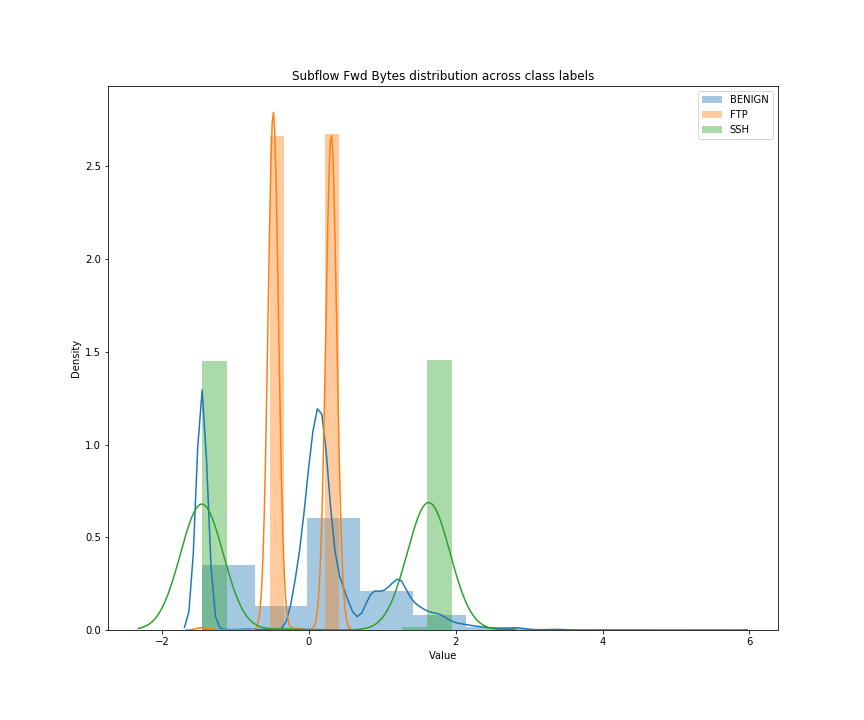 Subflow Fwd Bytes distribution across class labels
BENIGN
FTP
SSH
2.5
2.0
1.5
1.0
0.5
0.0
Density
−2
0
2
4
6
Value